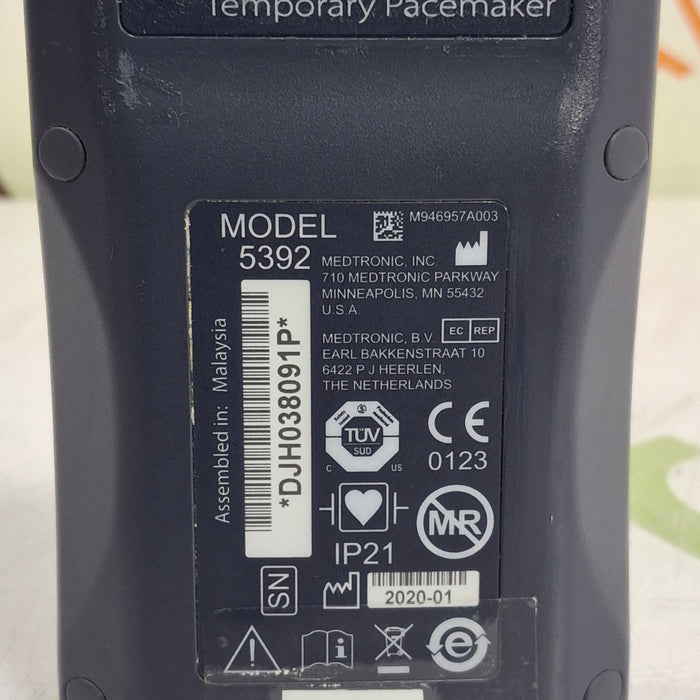 Temporary Pacemaker
MODEL
5392
M946957A003
MEDTRONIC, INC.
710 MEDTRONIC PARKWAY
MINNEAPOLIS, MN 55432
U.S.A.
EC REP
MEDTRONIC, B.V.
EARL BAKKENSTRAAT 10
6422 P J HEERLEN,
THE NETHERLANDS
Assembled in: Malaysia
*DJH038091P*
SN
TÜV
SUD
C US
CE
0123
IP21
MR
2020-01